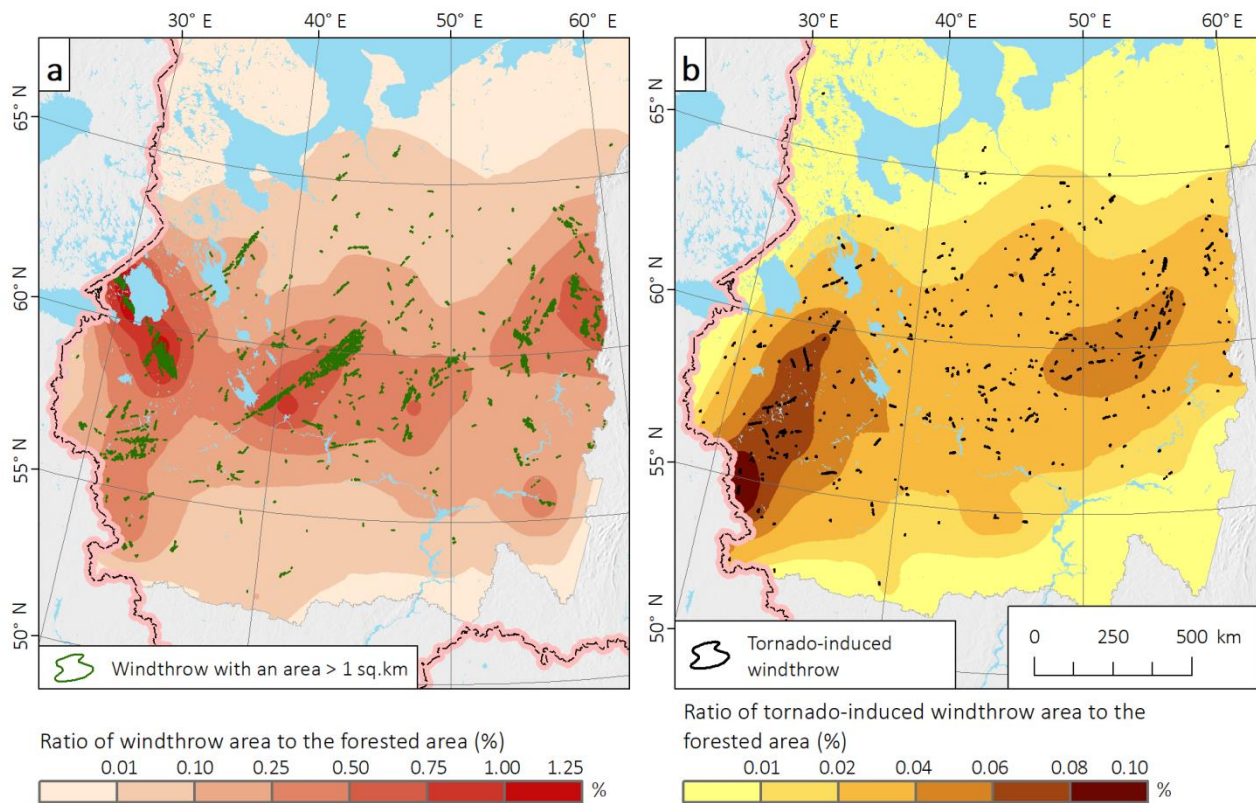 30° E 40° E 50° E 60° E
a
65° N
60° N
55° N
50° N
Windthrow with an area > 1 sq.km
Ratio of windthrow area to the forested area (%)
0.01 0.10 0.25 0.50 0.75 1.00 1.25 %
30° E 40° E 50° E 60° E
b
65° N
60° N
55° N
50° N
Tornado-induced
windthrow
0 250 500 km
Ratio of tornado-induced windthrow area to the
forested area (%)
0.01 0.02 0.04 0.06 0.08 0.10 %